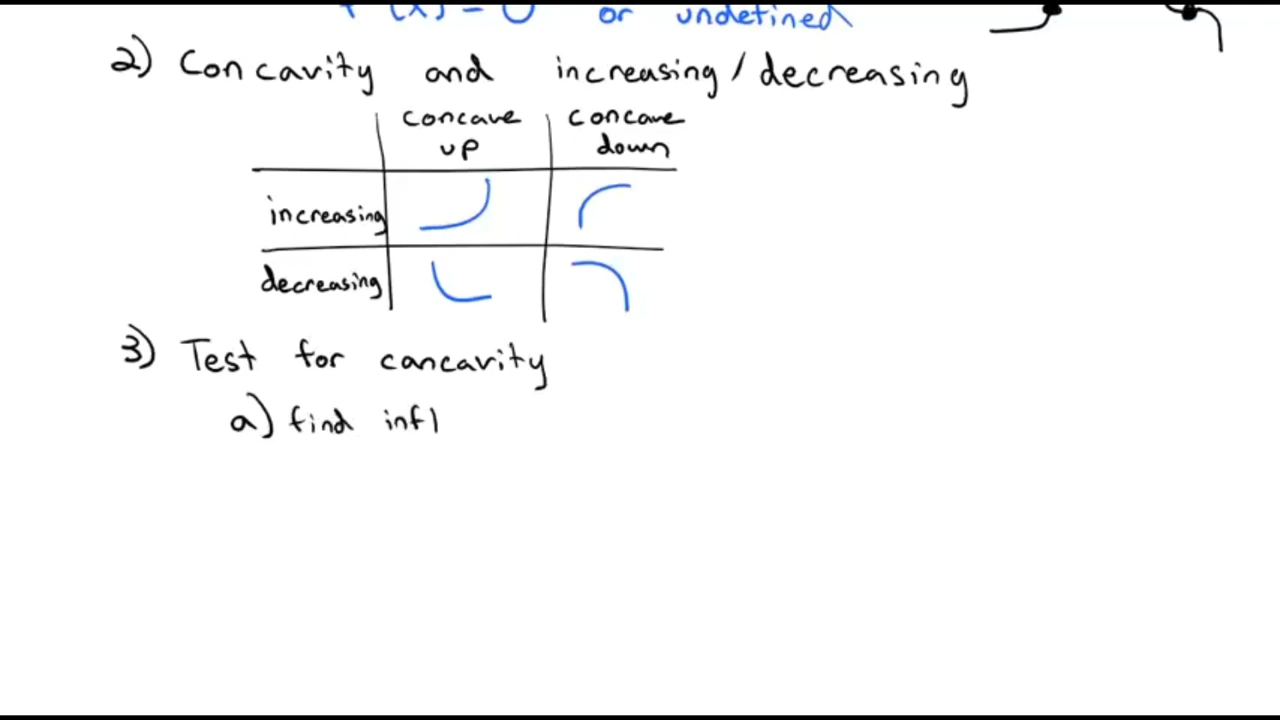 (x) = 0 or undefined
2) Concavity and increasing / decreasing
concave up concave down
increasing
decreasing
3) Test for cancavity
a) find infl